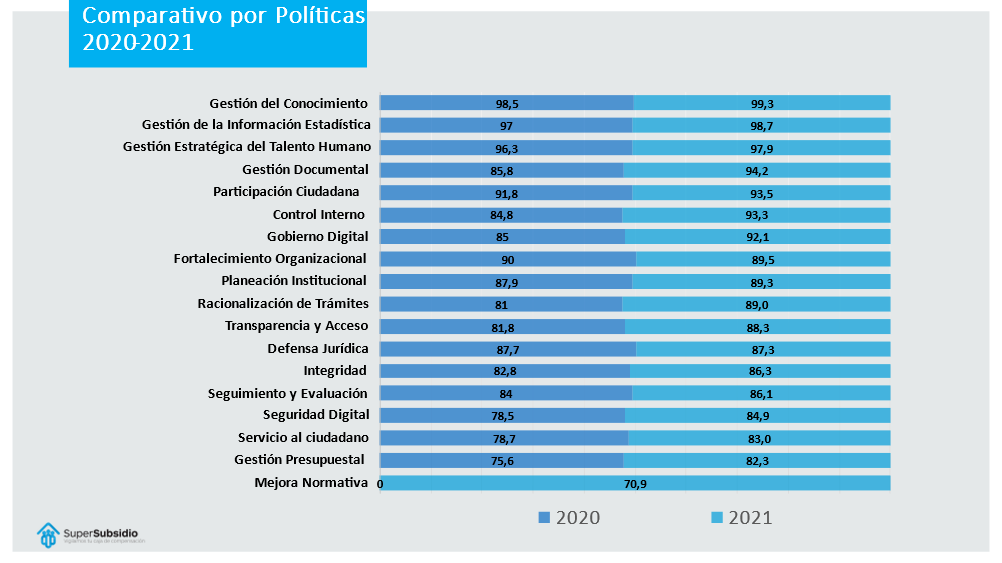 Comparativo por Políticas
2020-2021
Gestión del Conocimiento 98,5 99,3
Gestión de la Información Estadística 97 98,7
Gestión Estratégica del Talento Humano 96,3 97,9
Gestión Documental 85,8 94,2
Participación Ciudadana 91,8 93,5
Control Interno 84,8 93,3
Gobierno Digital 85 92,1
Fortalecimiento Organizacional 90 89,5
Planeación Institucional 87,9 89,3
Racionalización de Trámites 81 89,0
Transparencia y Acceso 81,8 88,3
Defensa Jurídica 87,7 87,3
Integridad 82,8 86,3
Seguimiento y Evaluación 84 86,1
Seguridad Digital 78,5 84,9
Servicio al ciudadano 78,7 83,0
Gestión Presupuestal 75,6 82,3
Mejora Normativa 0 70,9
2020 2021
SuperSubsidio
vigilamos tu caja de compensación